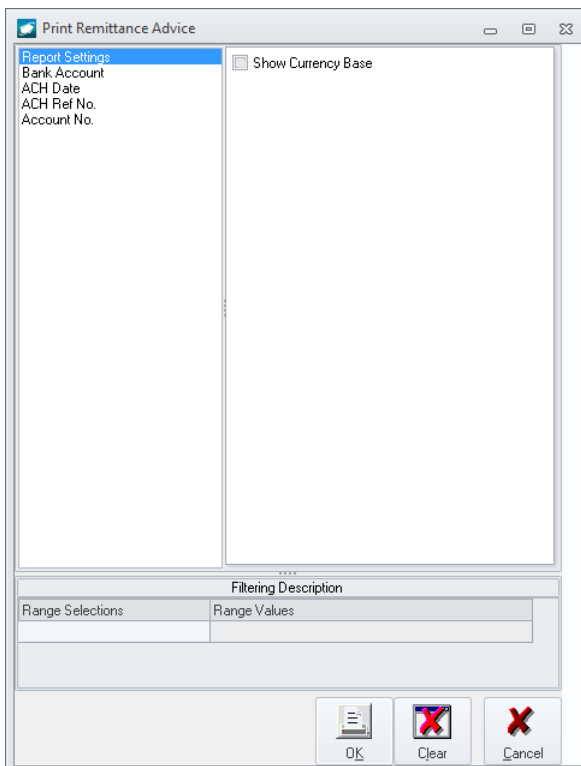 Print Remittance Advice
Report Settings
Bank Account
ACH Date
ACH Ref No.
Account No.
Show Currency Base
Filtering Description
Range Selections Range Values
OK Clear Cancel